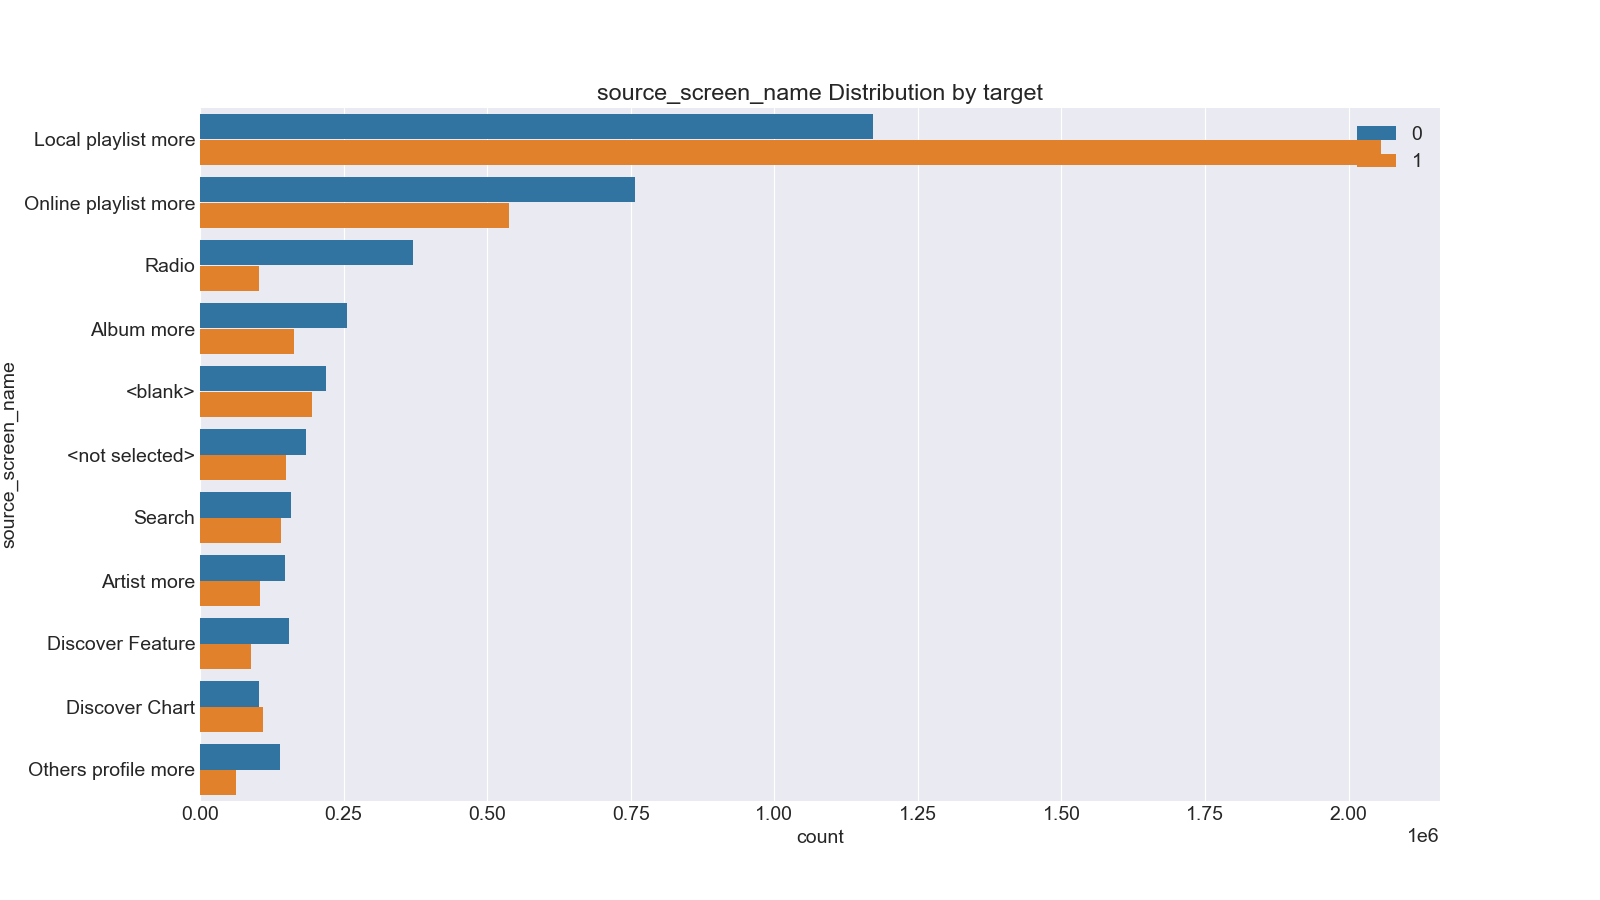 source_screen_name Distribution by target
0
1
source_screen_name
Local playlist more
Online playlist more
Radio
Album more
<blank>
<not selected>
Search
Artist more
Discover Feature
Discover Chart
Others profile more
0.00 0.25 0.50 0.75 1.00 1.25 1.50 1.75 2.00
1e6
count